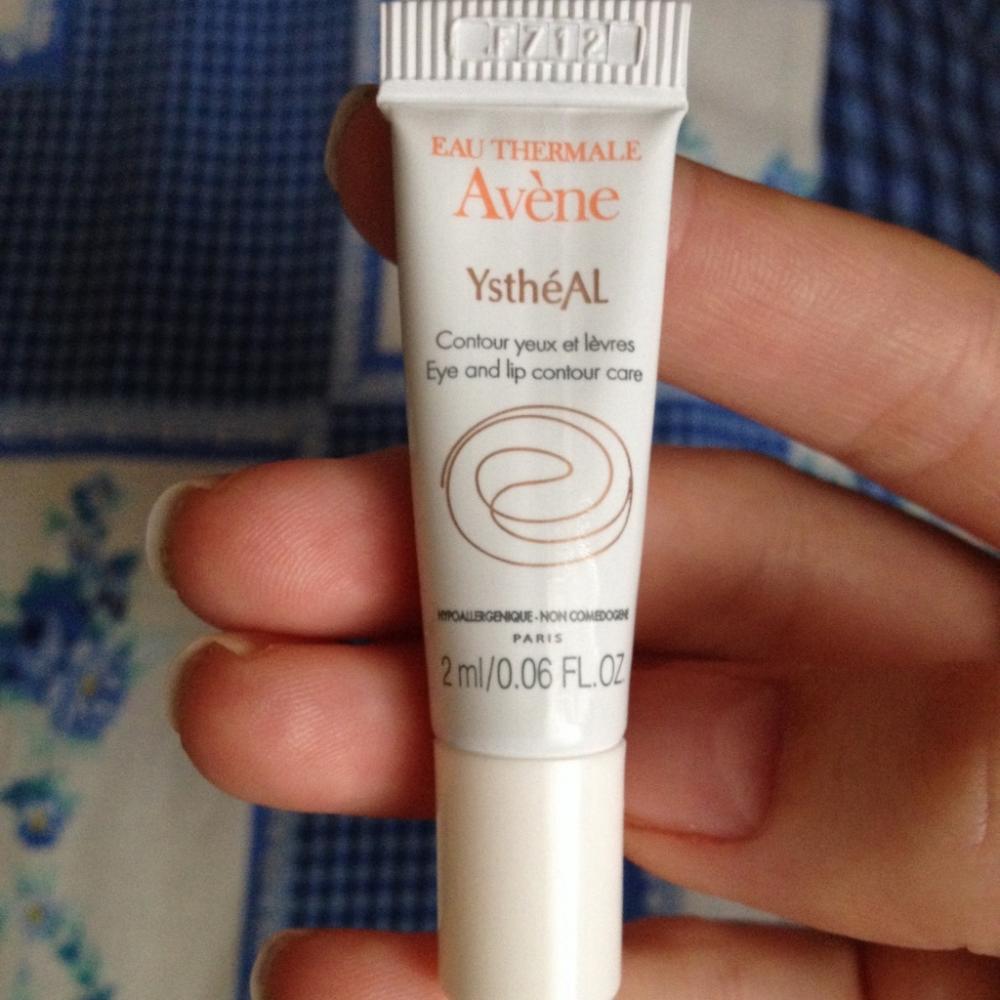 F712
EAU THERMALE
Avène
YsthéAL
Contour yeux et lèvres
Eye and lip contour care
HYPOALLERGENIQUE - NON COMEDOGENE
PARIS
2 ml/0.06 FL.OZ